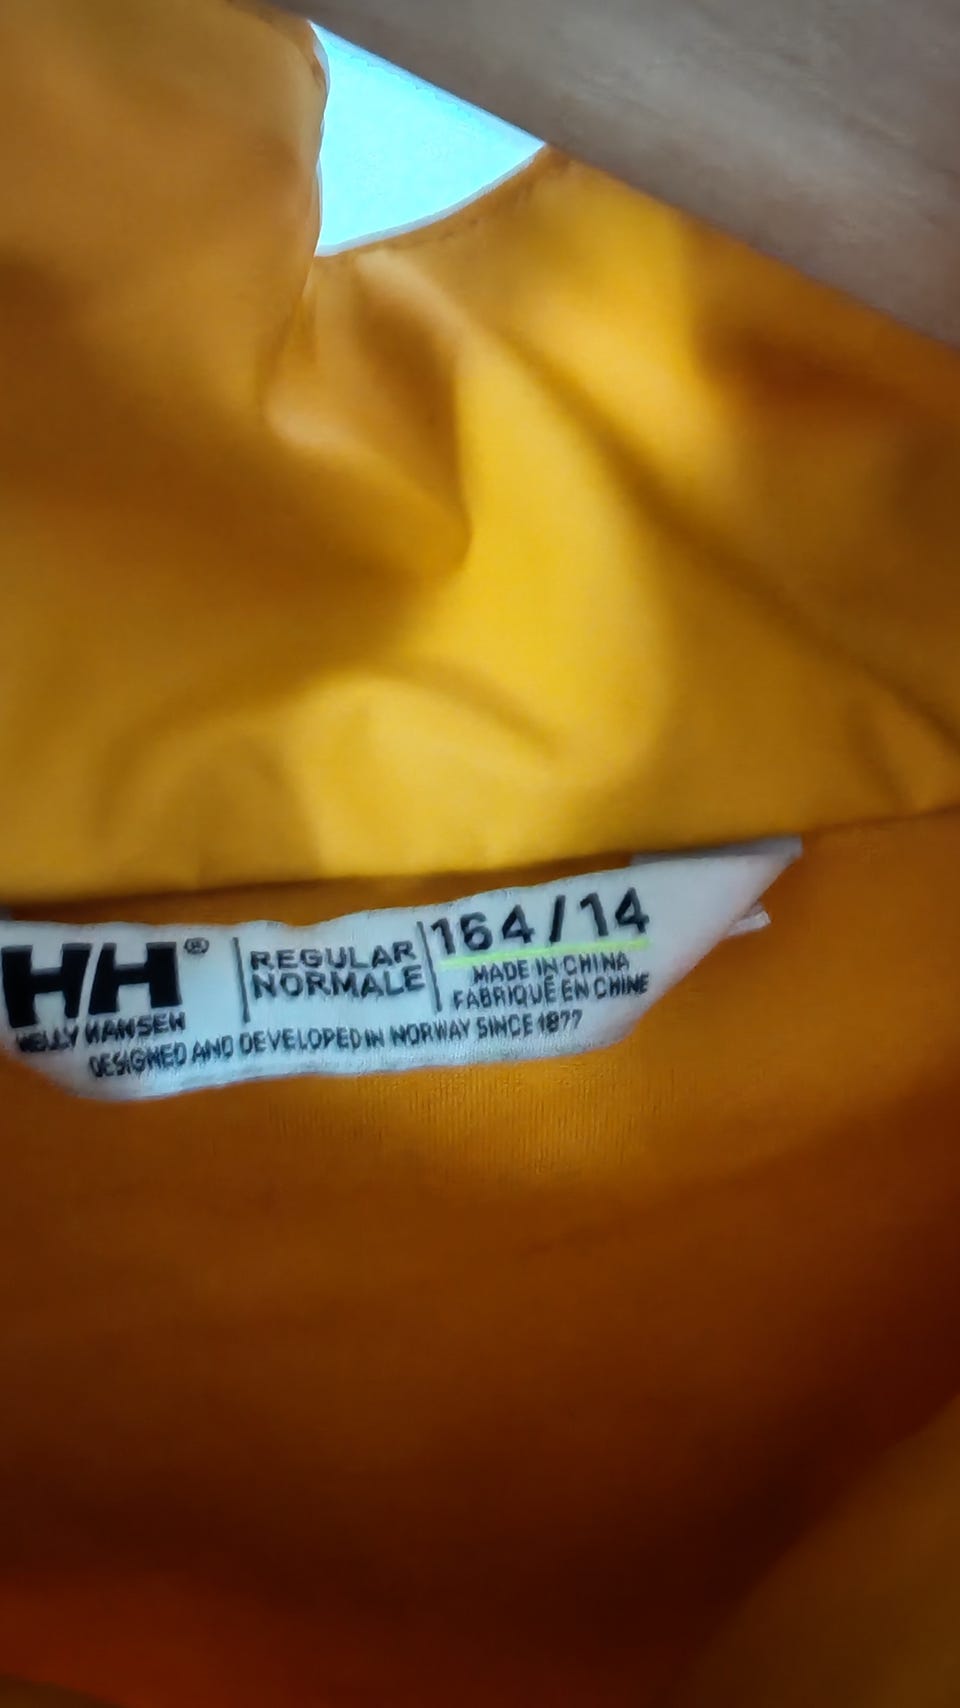 HH®
HELLY HANSEN
REGULAR
NORMALE
164/14
MADE IN CHINA
FABRIQUÉ EN CHINE
DESIGNED AND DEVELOPED IN NORWAY SINCE 1877